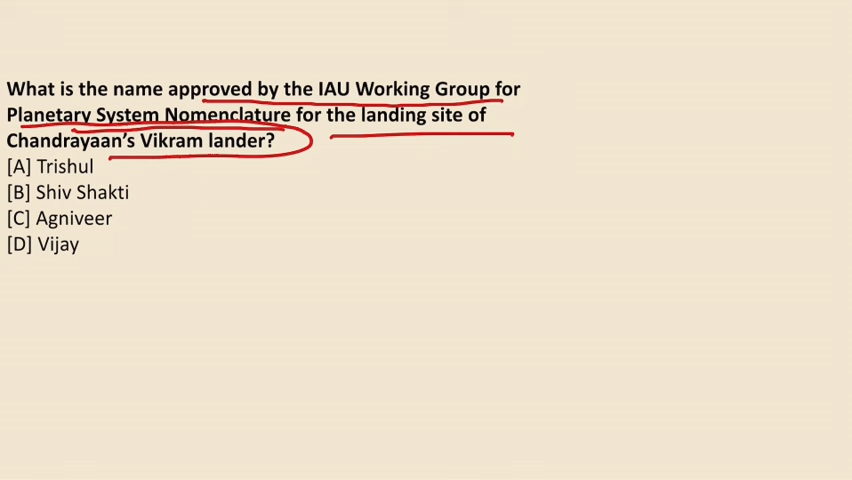 What is the name approved by the IAU Working Group for
Planetary System Nomenclature for the landing site of
Chandrayaan's Vikram lander?
[A] Trishul
[B] Shiv Shakti
[C] Agniveer
[D] Vijay